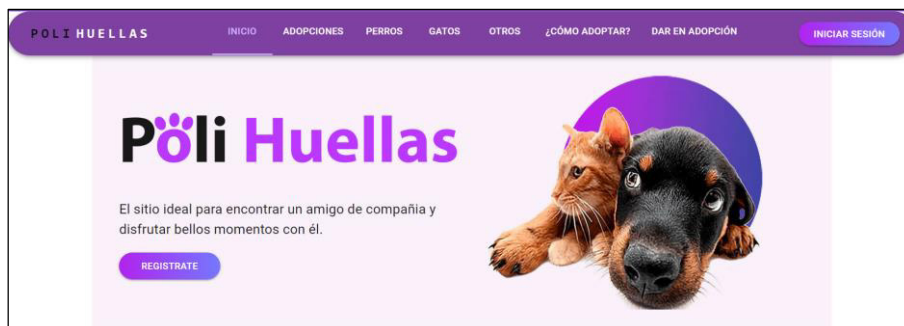 POLI HUELLAS INICIO ADOPCIONES PERROS GATOS OTROS ¿CÓMO ADOPTAR? DAR EN ADOPCIÓN INICIAR SESIÓN
Poli Huellas
El sitio ideal para encontrar un amigo de compañia y
disfrutar bellos momentos con él.
REGISTRATE